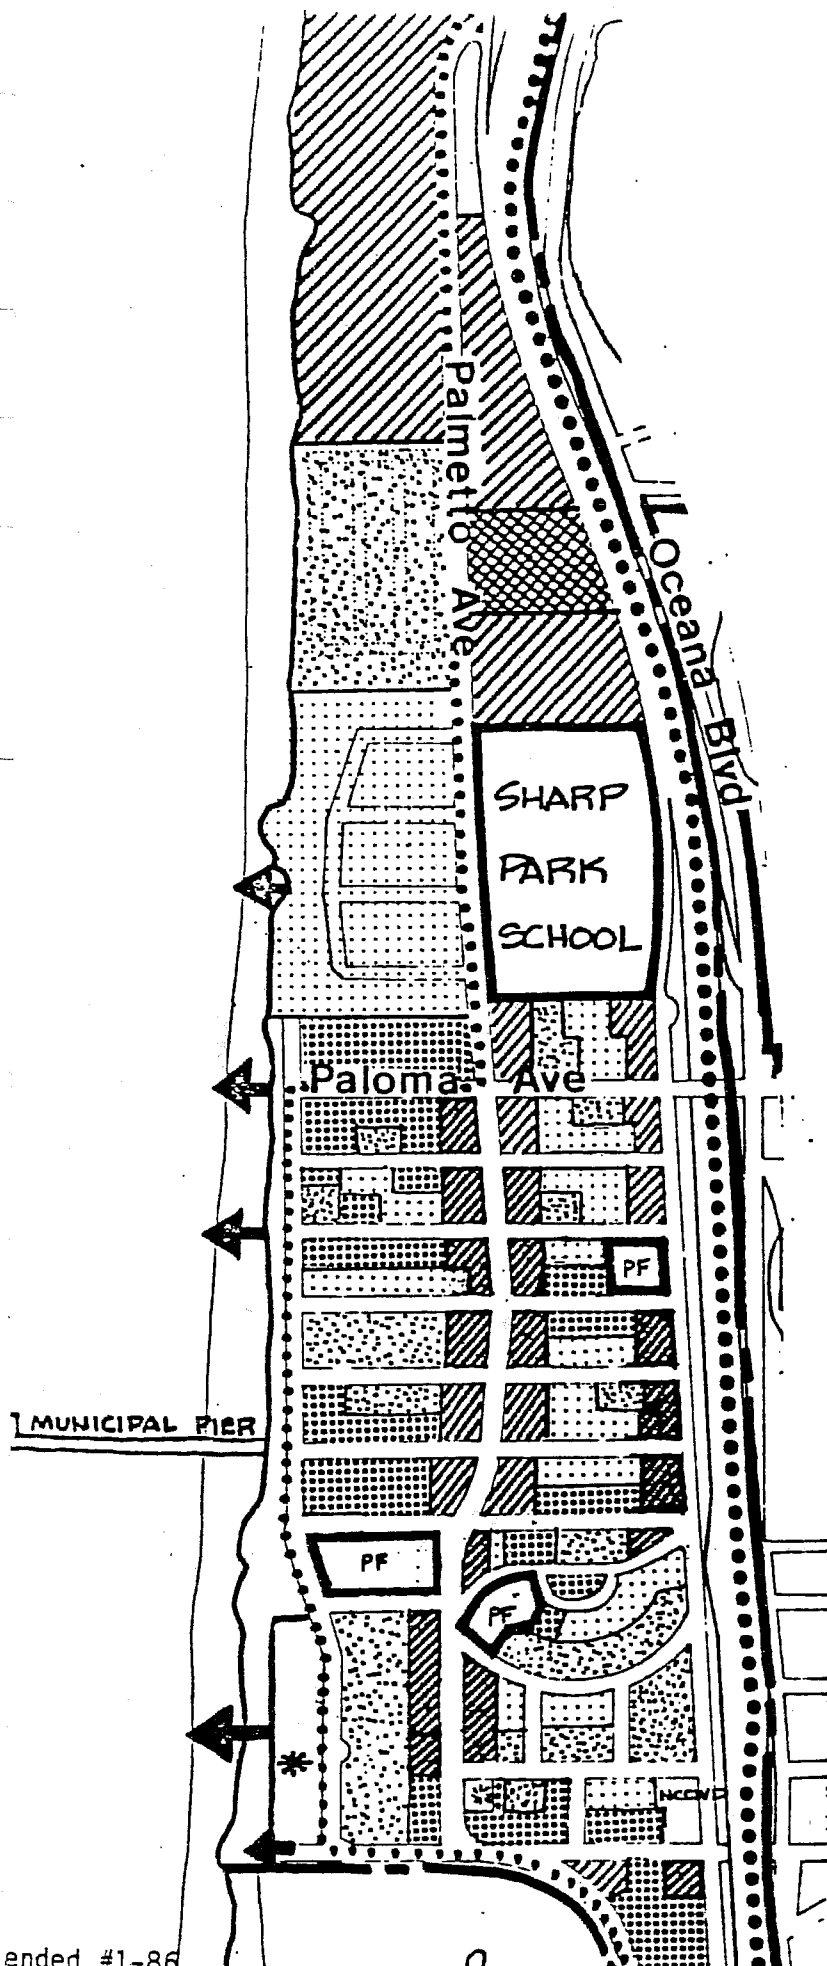 Palmetto Ave
Oceana Blvd
SHARP
PARK
SCHOOL
Paloma Ave
PF
MUNICIPAL PIER
PF
PF
ended #1-86